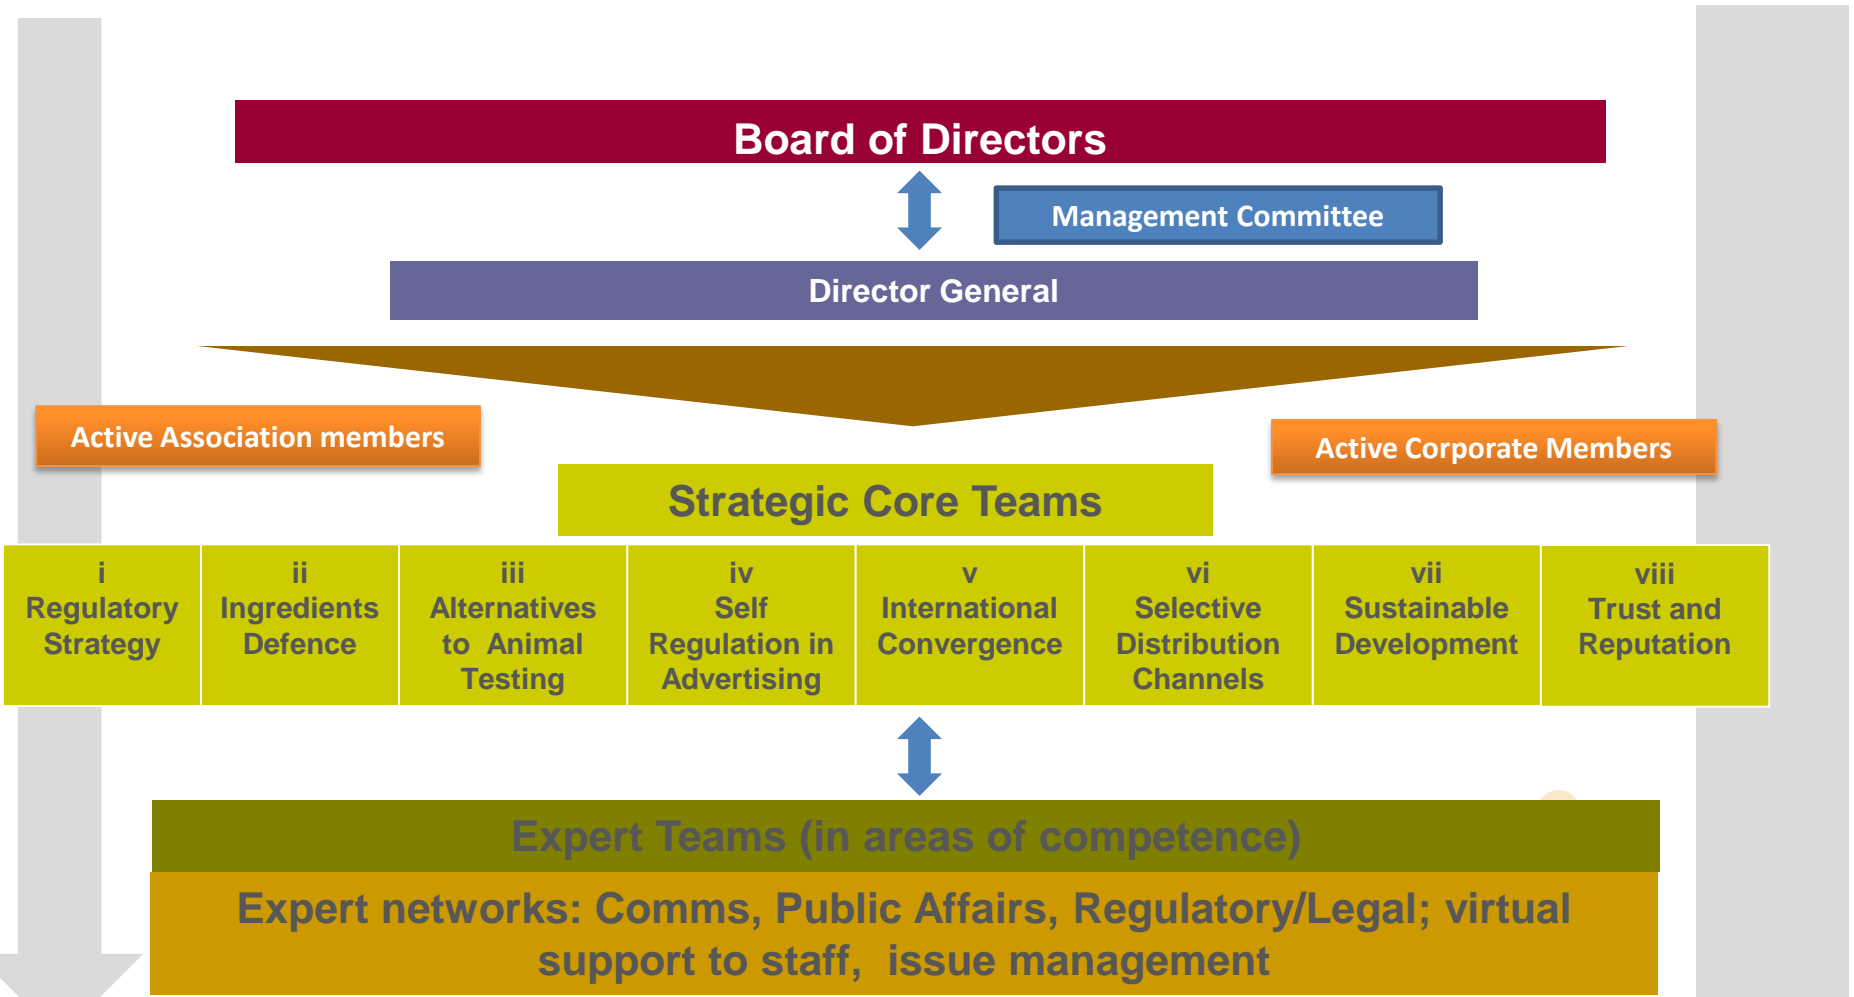 Board of Directors
Management Committee
Director General
Active Association members
Active Corporate Members
Strategic Core Teams
i
Regulatory
Strategy
ii
Ingredients
Defence
iii
Alternatives
to  Animal
Testing
iv
Self
Regulation in
Advertising
v
International
Convergence
vi
Selective
Distribution
Channels
vii
Sustainable
Development
viii
Trust and
Reputation
Expert Teams (in areas of competence)
Expert networks: Comms, Public Affairs, Regulatory/Legal; virtual
support to staff,  issue management